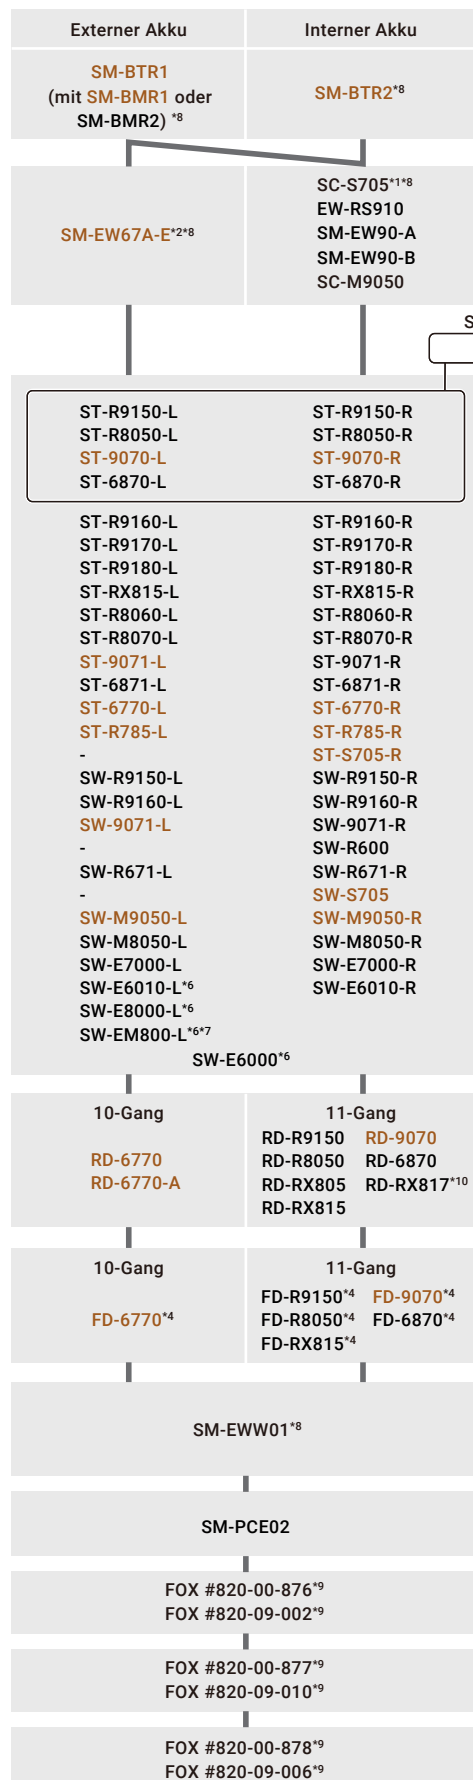 Externer Akku
Interner Akku
SM-BTR1
(mit SM-BMR1 oder
SM-BMR2) *8
SM-BTR2*8
SM-EW67A-E*2*8
SC-S705*1*8
EW-RS910
SM-EW90-A
SM-EW90-B
SC-M9050
S
ST-R9150-L ST-R9150-R
ST-R8050-L ST-R8050-R
ST-9070-L ST-9070-R
ST-6870-L ST-6870-R
ST-R9160-L ST-R9160-R
ST-R9170-L ST-R9170-R
ST-R9180-L ST-R9180-R
ST-RX815-L ST-RX815-R
ST-R8060-L ST-R8060-R
ST-R8070-L ST-R8070-R
ST-9071-L ST-9071-R
ST-6871-L ST-6871-R
ST-6770-L ST-6770-R
ST-R785-L ST-R785-R
- ST-S705-R
SW-R9150-L SW-R9150-R
SW-R9160-L SW-R9160-R
SW-9071-L SW-9071-R
- SW-R600
SW-R671-L SW-R671-R
- SW-S705
SW-M9050-L SW-M9050-R
SW-M8050-L SW-M8050-R
SW-E7000-L SW-E7000-R
SW-E6010-L*6 SW-E6010-R
SW-E8000-L*6
SW-EM800-L*6*7
SW-E6000*6
10-Gang
RD-6770
RD-6770-A
11-Gang
RD-R9150 RD-9070
RD-R8050 RD-6870
RD-RX805 RD-RX817*10
RD-RX815
10-Gang
FD-6770*4
11-Gang
FD-R9150*4 FD-9070*4
FD-R8050*4 FD-6870*4
FD-RX815*4
SM-EWW01*8
SM-PCE02
FOX #820-00-876*9
FOX #820-09-002*9
FOX #820-00-877*9
FOX #820-09-010*9
FOX #820-00-878*9
FOX #820-09-006*9